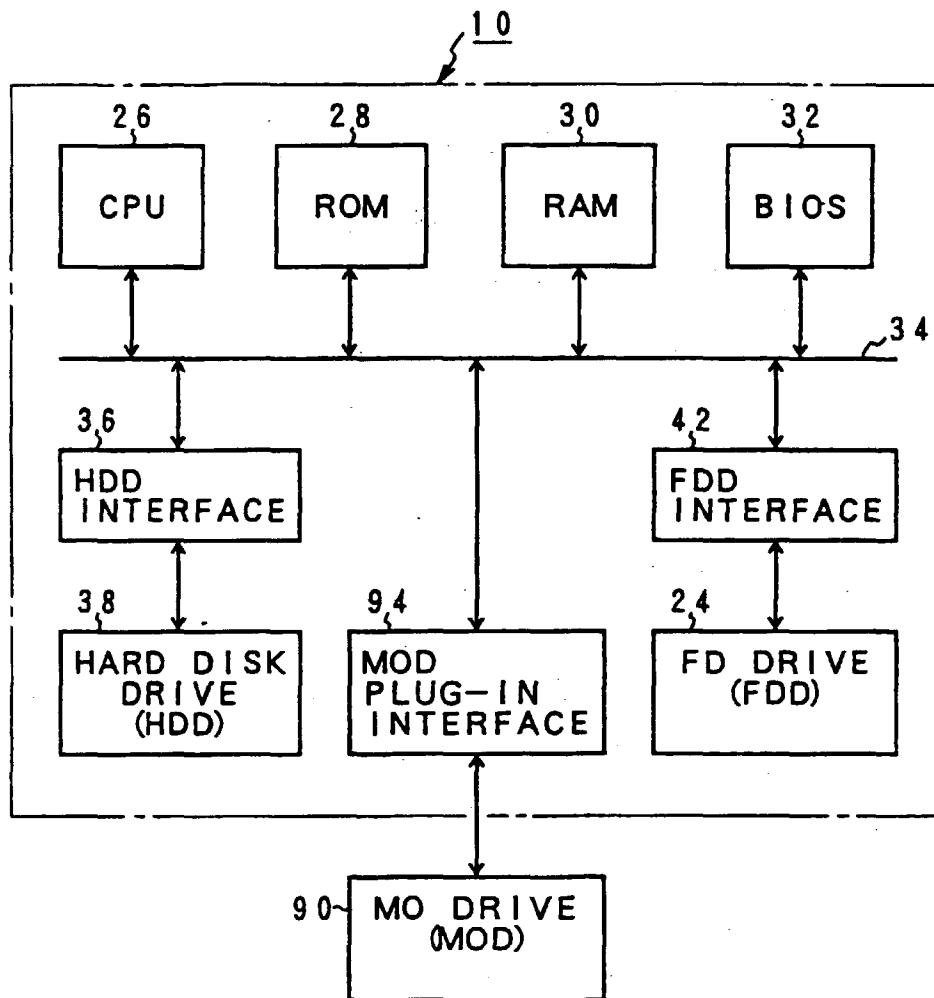 10
26
28
30
32
CPU
ROM
RAM
BIOS
34
36
HDD
INTERFACE
42
FDD
INTERFACE
38
HARD DISK
DRIVE
(HDD)
94
MOD
PLUG-IN
INTERFACE
24
FD DRIVE
(FDD)
90
MO DRIVE
(MOD)